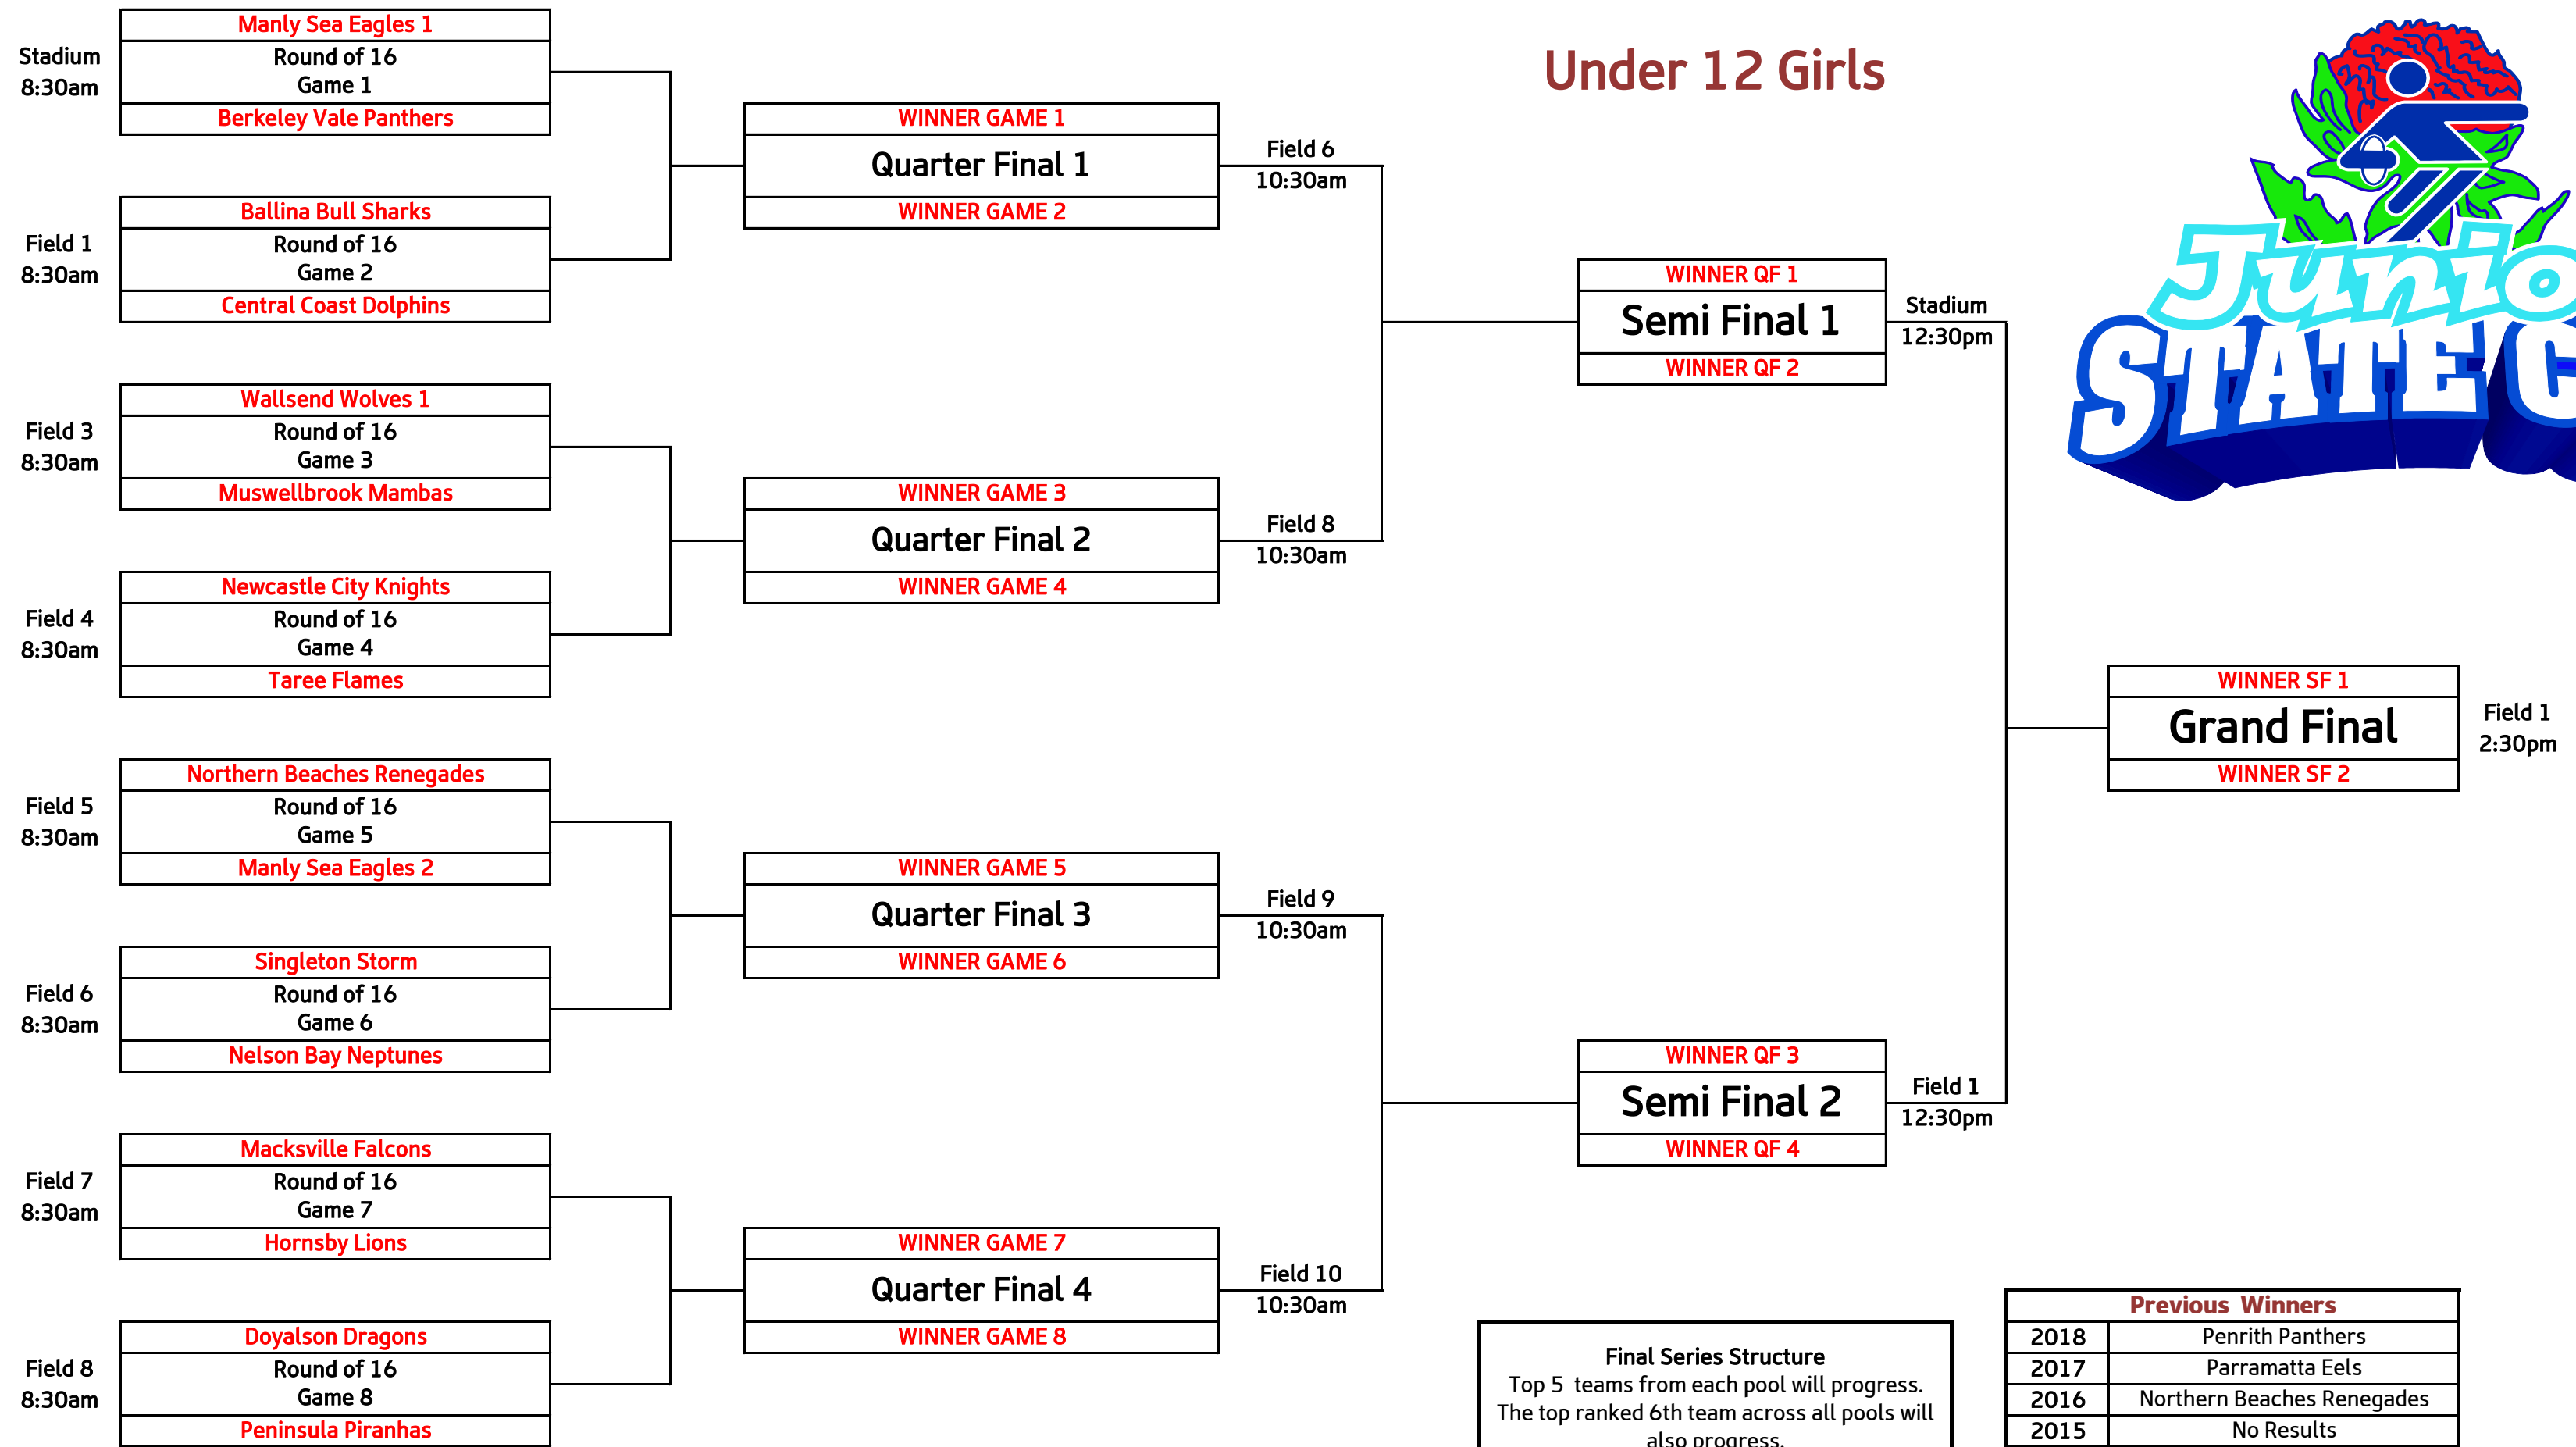 Under 12 Girls
Junio
STATE C
Stadium
8:30am
Manly Sea Eagles 1
Round of 16
Game 1
Berkeley Vale Panthers
Field 1
8:30am
Ballina Bull Sharks
Round of 16
Game 2
Central Coast Dolphins
Field 3
8:30am
Wallsend Wolves 1
Round of 16
Game 3
Muswellbrook Mambas
Field 4
8:30am
Newcastle City Knights
Round of 16
Game 4
Taree Flames
Field 5
8:30am
Northern Beaches Renegades
Round of 16
Game 5
Manly Sea Eagles 2
Field 6
8:30am
Singleton Storm
Round of 16
Game 6
Nelson Bay Neptunes
Field 7
8:30am
Macksville Falcons
Round of 16
Game 7
Hornsby Lions
Field 8
8:30am
Doyalson Dragons
Round of 16
Game 8
Peninsula Piranhas
WINNER GAME 1
Quarter Final 1
WINNER GAME 2
Field 6
10:30am
WINNER GAME 3
Quarter Final 2
WINNER GAME 4
Field 8
10:30am
WINNER GAME 5
Quarter Final 3
WINNER GAME 6
Field 9
10:30am
WINNER GAME 7
Quarter Final 4
WINNER GAME 8
Field 10
10:30am
WINNER QF 1
Semi Final 1
WINNER QF 2
Stadium
12:30pm
WINNER QF 3
Semi Final 2
WINNER QF 4
Field 1
12:30pm
WINNER SF 1
Grand Final
WINNER SF 2
Field 1
2:30pm
Final Series Structure
Top 5 teams from each pool will progress.
The top ranked 6th team across all pools will
also progress.
Previous Winners
2018 Penrith Panthers
2017 Parramatta Eels
2016 Northern Beaches Renegades
2015 No Results